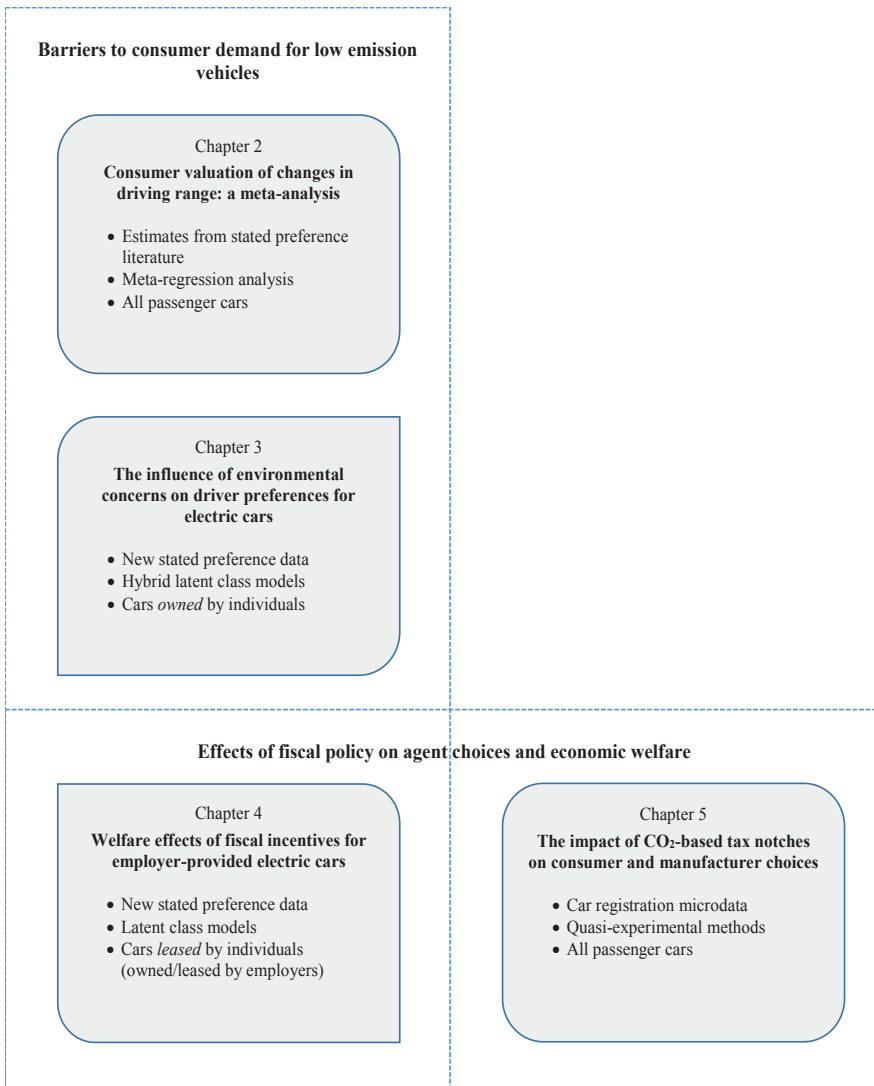 Barriers to consumer demand for low emission
vehicles
Chapter 2
Consumer valuation of changes in
driving range: a meta-analysis
• Estimates from stated preference
literature
• Meta-regression analysis
• All passenger cars
Chapter 3
The influence of environmental
concerns on driver preferences for
electric cars
• New stated preference data
• Hybrid latent class models
• Cars owned by individuals
Effects of fiscal policy on agent choices and economic welfare
Chapter 4
Welfare effects of fiscal incentives for
employer-provided electric cars
• New stated preference data
• Latent class models
• Cars leased by individuals
(owned/leased by employers)
Chapter 5
The impact of CO₂-based tax notches
on consumer and manufacturer choices
• Car registration microdata
• Quasi-experimental methods
• All passenger cars